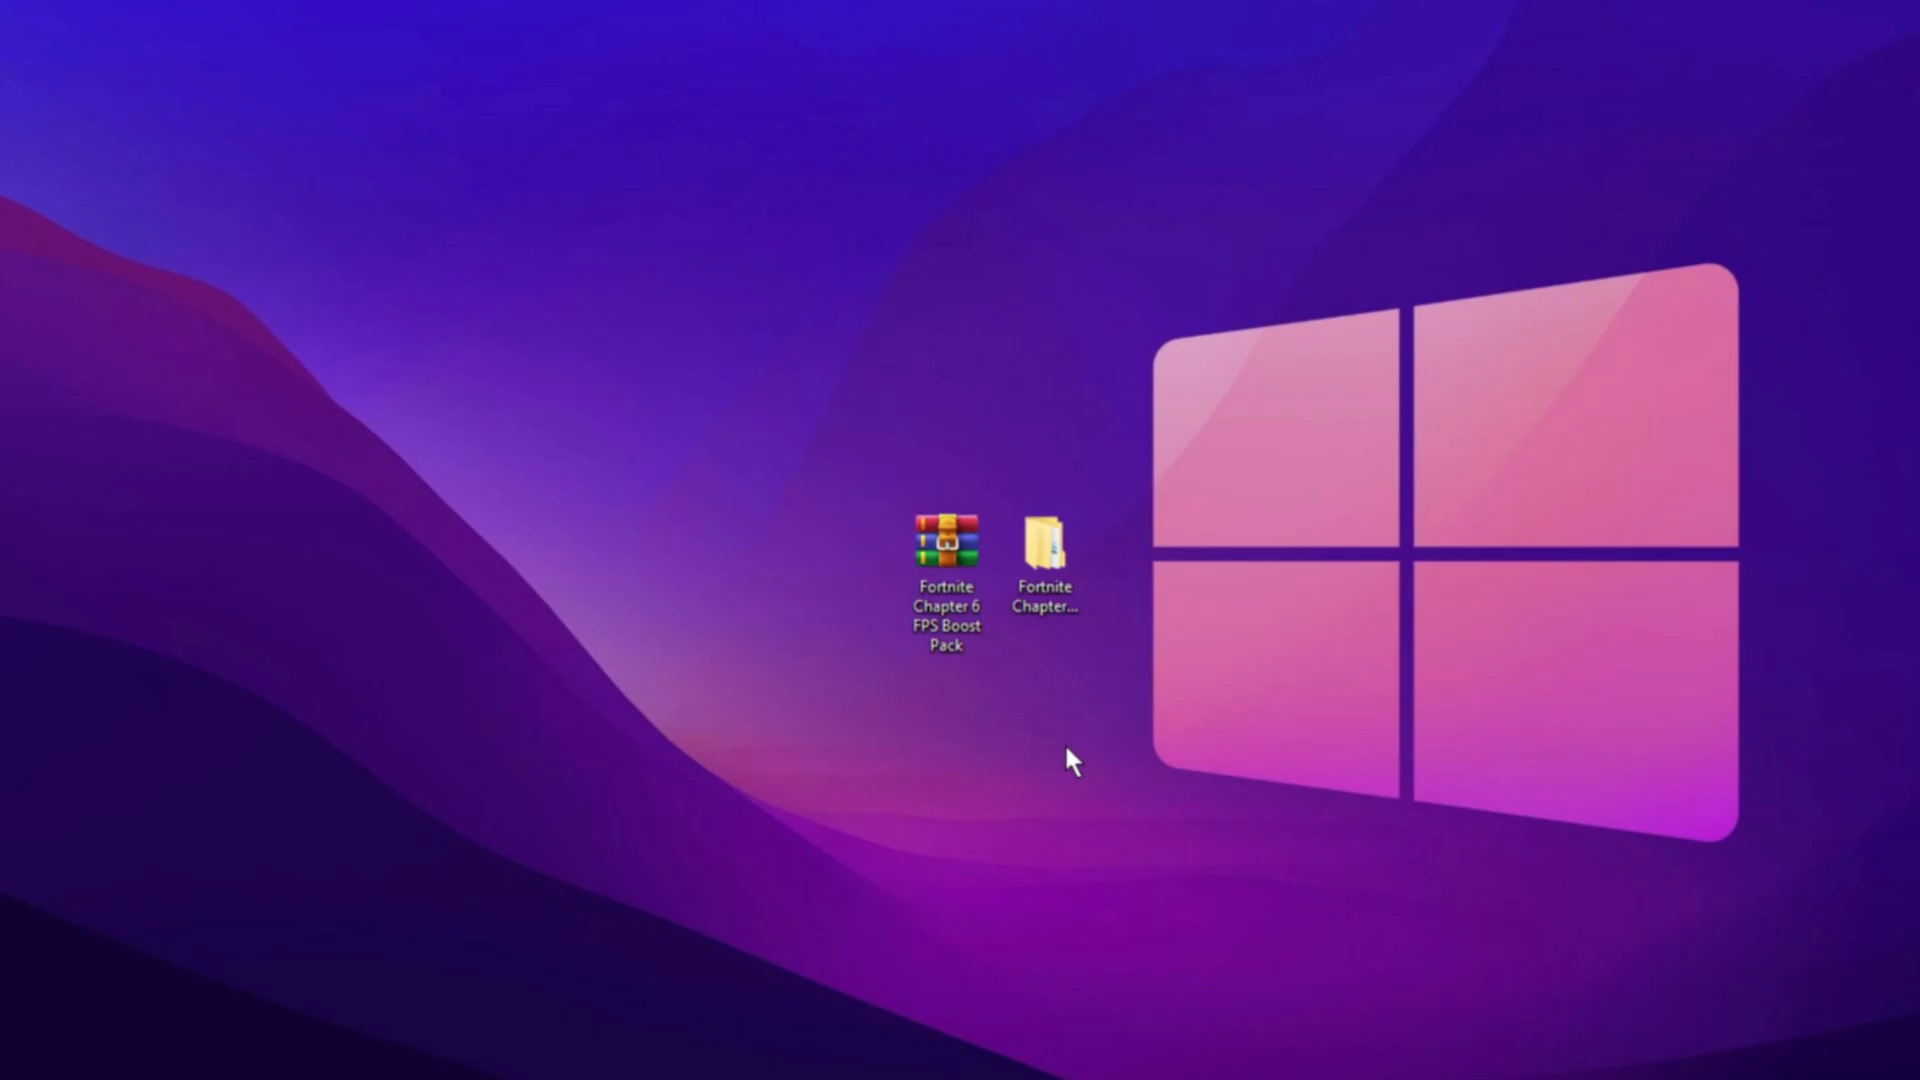 Fortnite
Chapter 6
FPS Boost
Pack
Fortnite
Chapter...